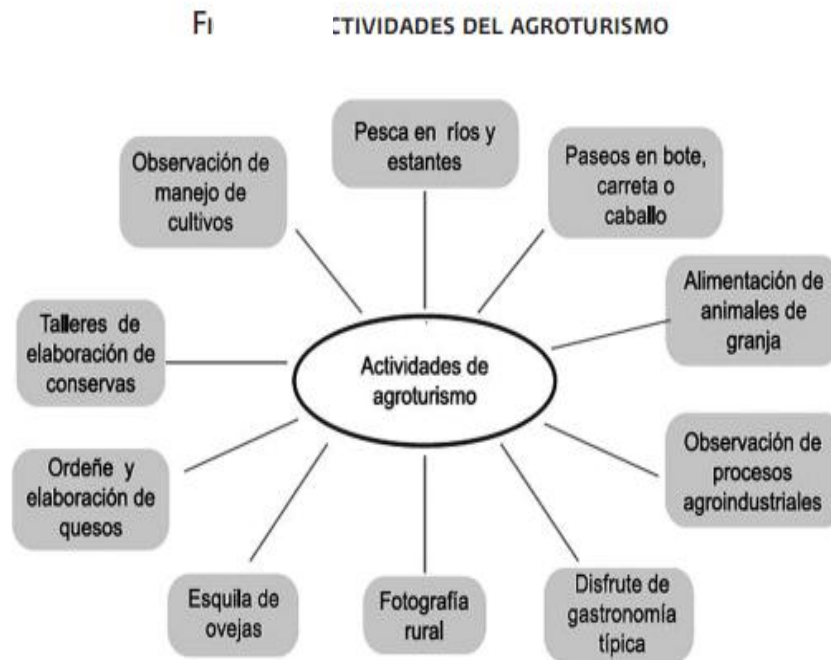 FI CTIVIDADES DEL AGROTURISMO
Pesca en ríos y
estantes
Paseos en bote,
carreta o
caballo
Observación de
manejo de
cultivos
Alimentación de
animales de
granja
Talleres de
elaboración de
conservas
Actividades de
agroturismo
Observación de
procesos
agroindustriales
Ordeñe y
elaboración de
quesos
Esquila de
ovejas
Fotografía
rural
Disfrute de
gastronomía
típica